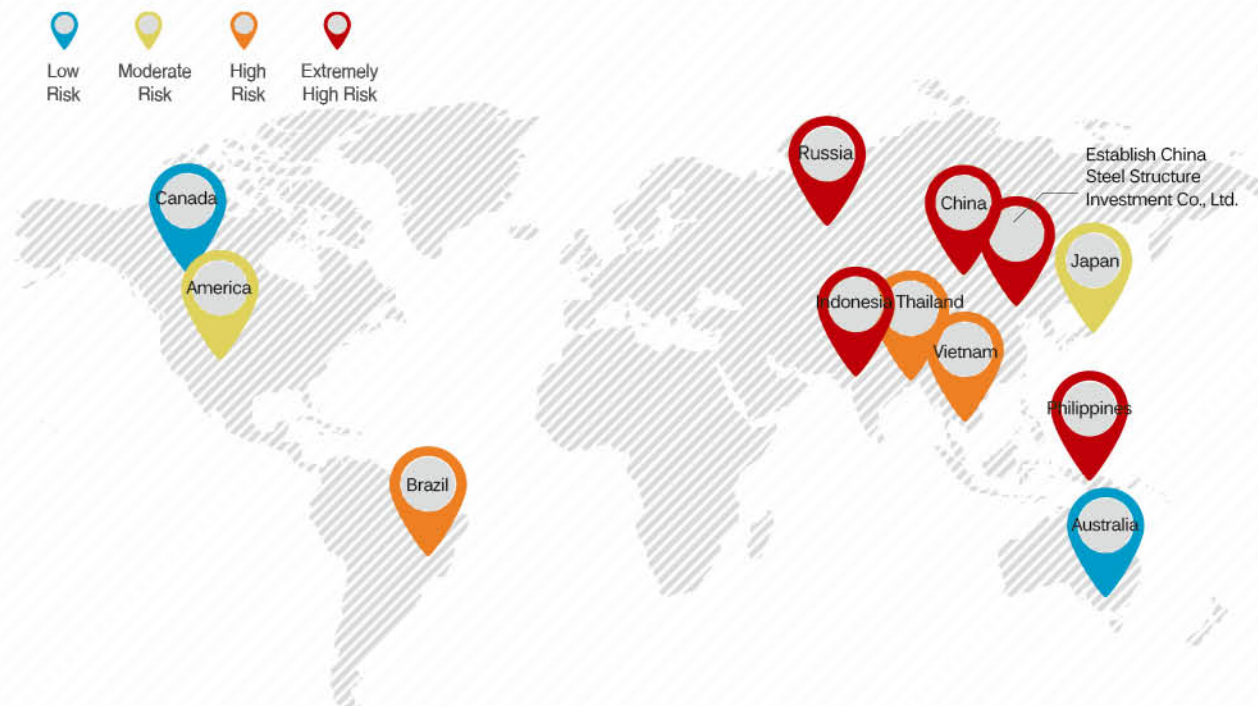 Low
Risk
Moderate
Risk
High
Risk
Extremely
High Risk
Russia
Establish China
Steel Structure
Investment Co., Ltd.
Canada
China
Japan
America
Indonesia
Thailand
Vietnam
Philippines
Brazil
Australia